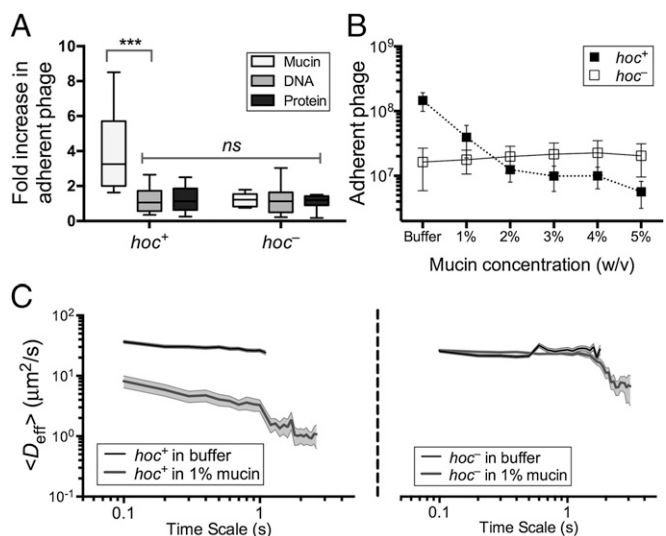 A
Fold increase in
adherent phage
10
8
6
4
2
0
***
ns
Mucin
DNA
Protein
hoc⁺
hoc⁻
B
Adherent phage
10⁹
10⁸
10⁷
hoc⁺
hoc⁻
Buffer 1% 2% 3% 4% 5%
Mucin concentration (w/v)
C
<D_eff> (μm²/s)
10²
10¹
10⁰
10⁻¹
hoc⁺ in buffer
hoc⁺ in 1% mucin
0.1 1
Time Scale (s)
hoc⁻ in buffer
hoc⁻ in 1% mucin
0.1 1
Time Scale (s)